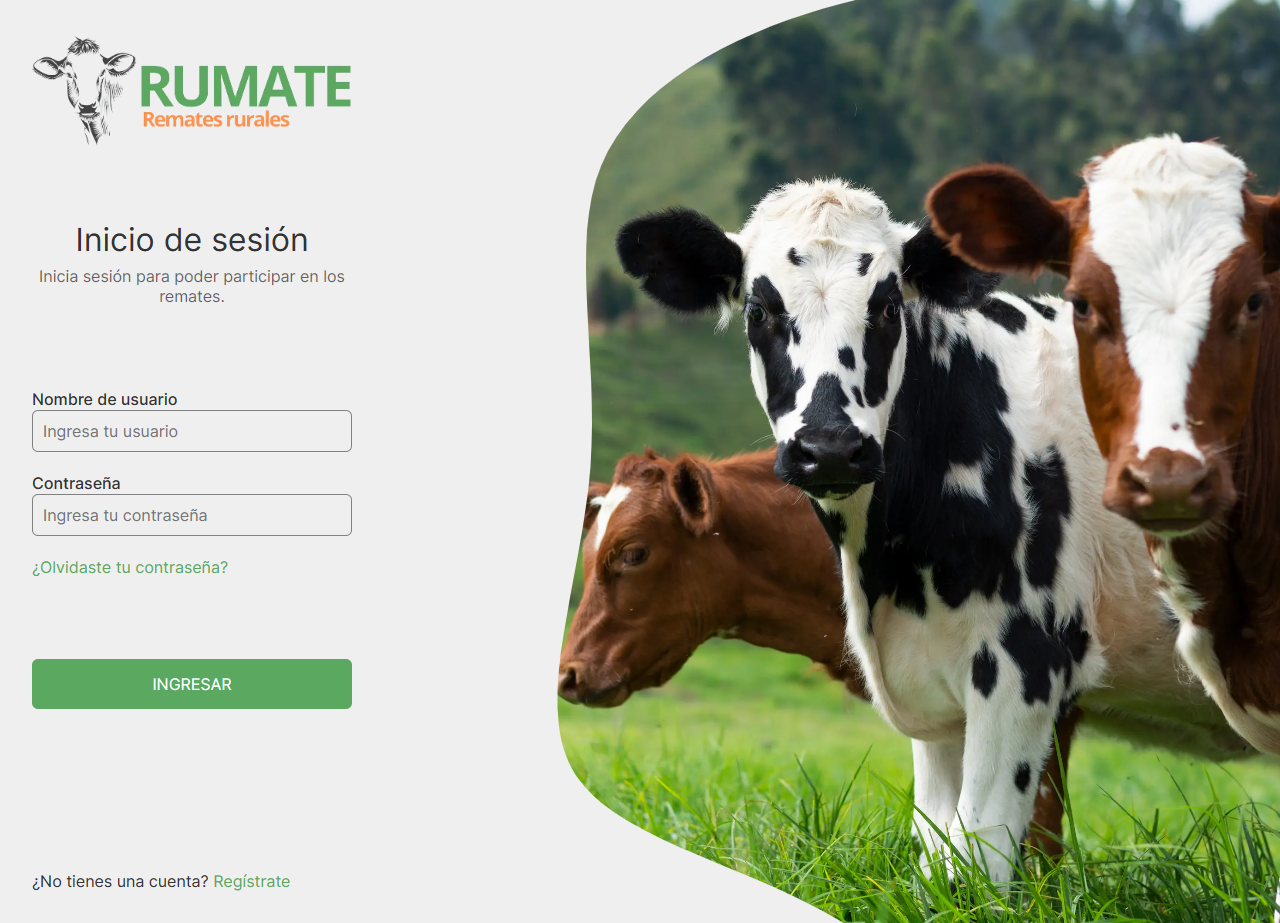 RUMATE
Remates rurales
Inicio de sesión
Inicia sesión para poder participar en los
remates.
Nombre de usuario
Ingresa tu usuario
Contraseña
Ingresa tu contraseña
¿Olvidaste tu contraseña?
INGRESAR
¿No tienes una cuenta? Regístrate